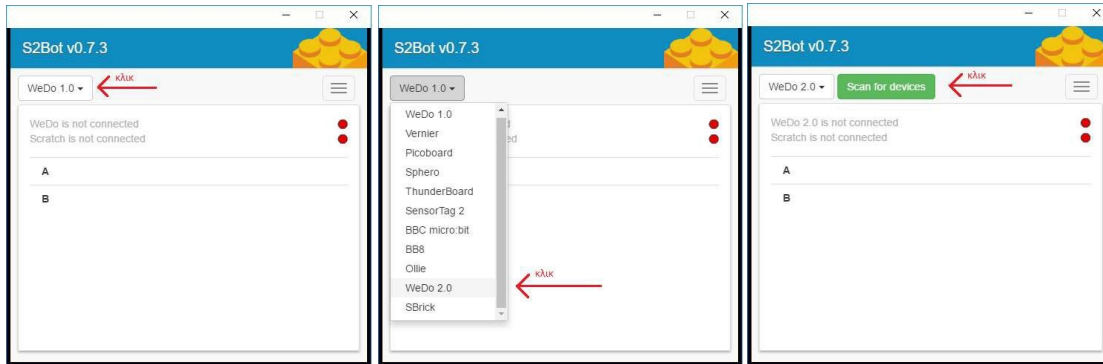 S2Bot v0.7.3
WeDo 1.0
κλικ
WeDo is not connected
Scratch is not connected
A
B
S2Bot v0.7.3
WeDo 1.0
WeDo 1.0
Vernier
Picoboard
Sphero
ThunderBoard
SensorTag 2
BBC micro:bit
BB8
Ollie
WeDo 2.0
SBrick
κλικ
S2Bot v0.7.3
WeDo 2.0
Scan for devices
κλικ
WeDo 2.0 is not connected
Scratch is not connected
A
B